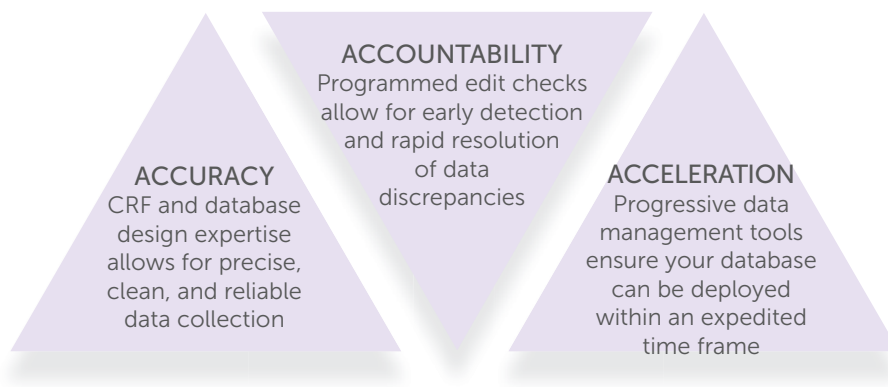 ACCURACY
CRF and database
design expertise
allows for precise,
clean, and reliable
data collection
ACCOUNTABILITY
Programmed edit checks
allow for early detection
and rapid resolution
of data
discrepancies
ACCELERATION
Progressive data
management tools
ensure your database
can be deployed
within an expedited
time frame